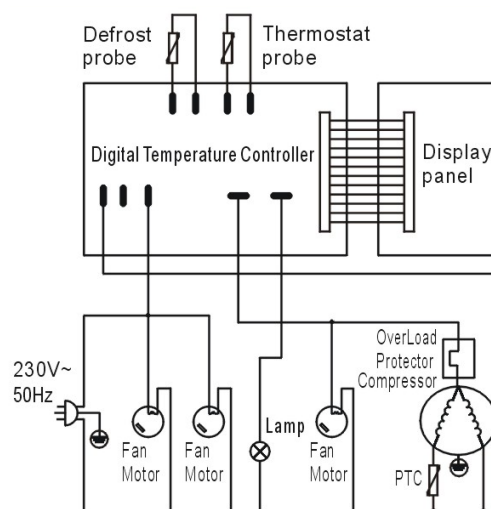 Defrost
probe
Thermostat
probe
Digital Temperature Controller
Display
panel
230V~
50Hz
Fan
Motor
Fan
Motor
Lamp
Fan
Motor
OverLoad
Protector
Compressor
PTC